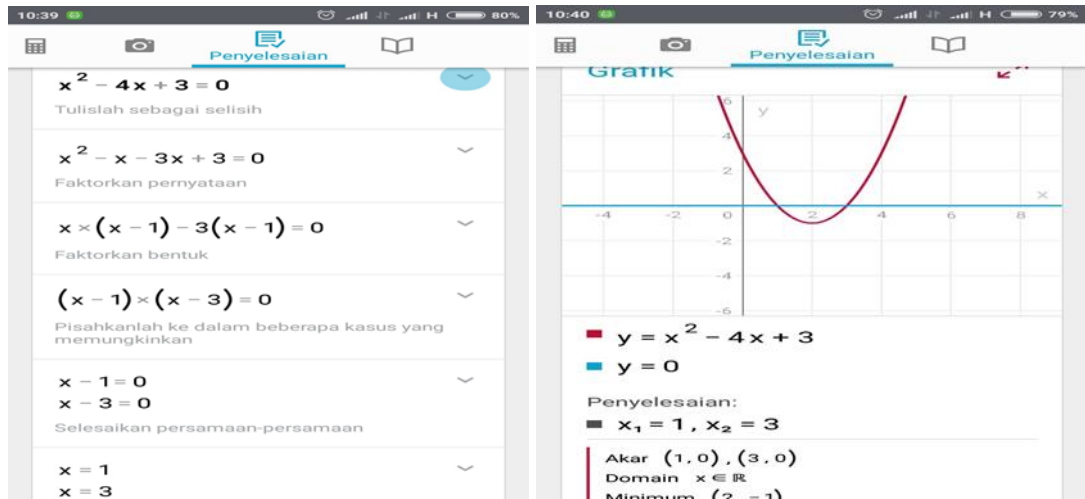 10:39
H 80%
Penyelesaian
x² - 4x + 3 = 0
Tulislah sebagai selisih
x² - x - 3x + 3 = 0
Faktorkan pernyataan
x × (x - 1) - 3(x - 1) = 0
Faktorkan bentuk
(x - 1) × (x - 3) = 0
Pisahkanlah ke dalam beberapa kasus yang
memungkinkan
x - 1 = 0
x - 3 = 0
Selesaikan persamaan-persamaan
x = 1
x = 3
10:40
H 79%
Penyelesaian
Grafik
6
y
4
2
x
-4 -2 0 2 4 6 8
-2
-4
-6
y = x² - 4x + 3
y = 0
Penyelesaian:
x₁ = 1 , x₂ = 3
Akar (1, 0) , (3, 0)
Domain x ∈ ℝ
Minimum (2, -1)